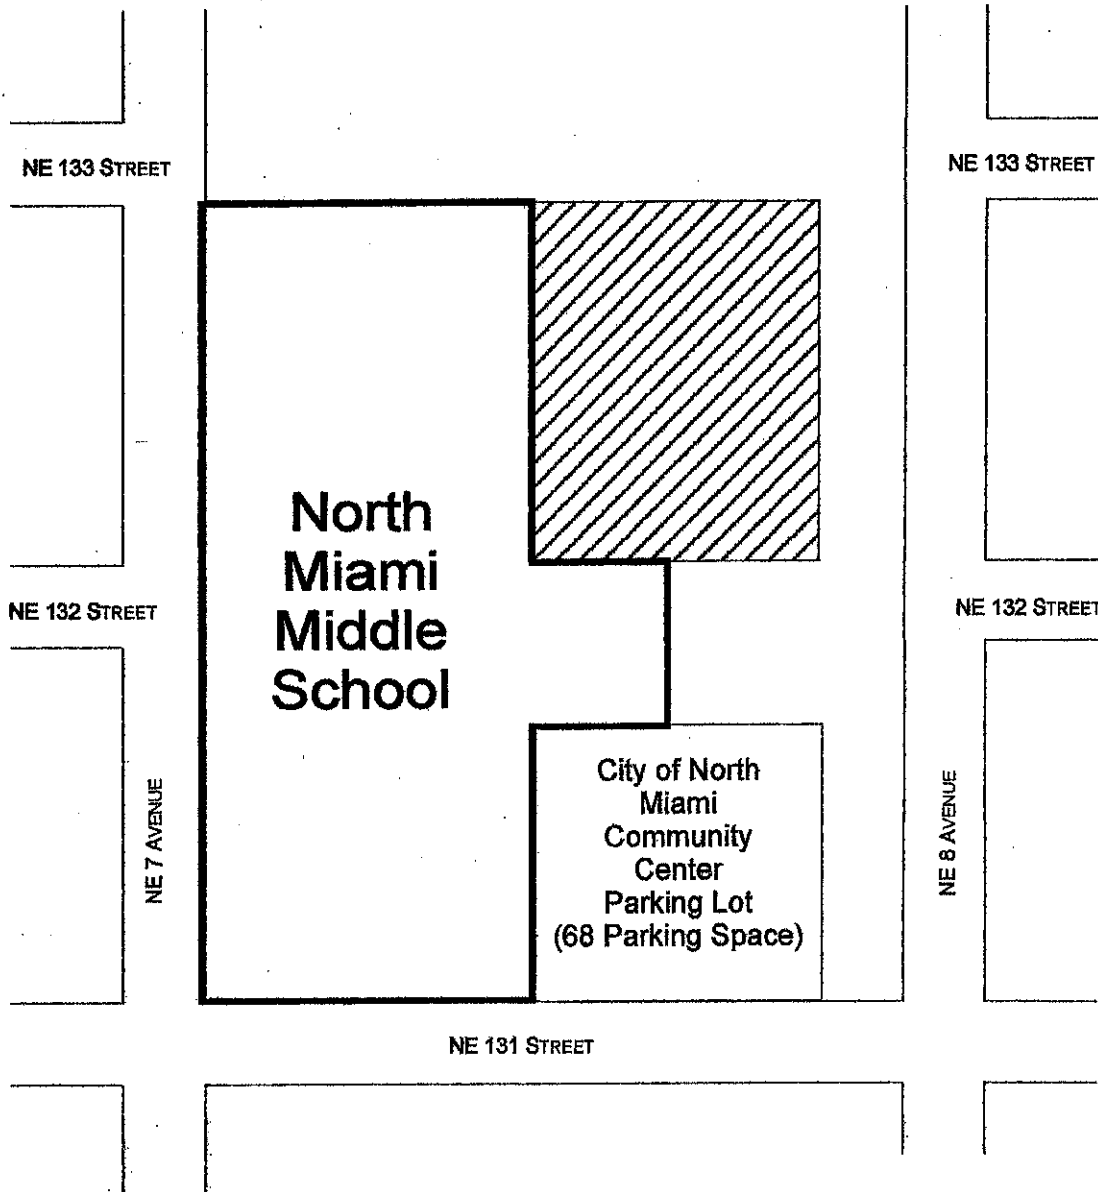 NE 133 STREET
NE 133 STREET
North
Miami
Middle
School
NE 132 STREET
NE 132 STREET
City of North
Miami
Community
Center
Parking Lot
(68 Parking Space)
NE 7 AVENUE
NE 8 AVENUE
NE 131 STREET